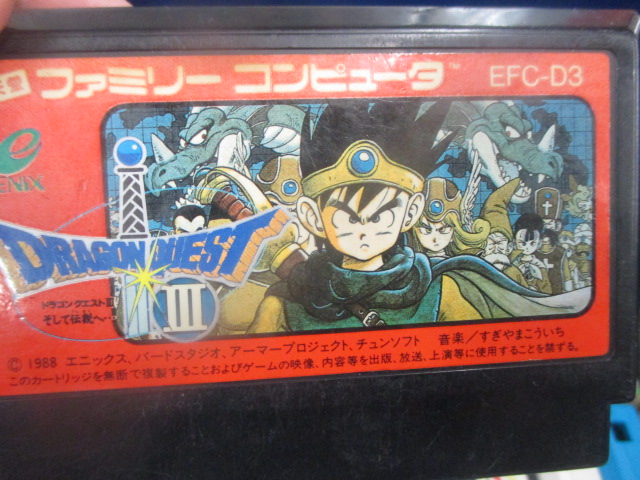 ファミリー コンピュータ™ EFC-D3
ENIX
DRAGON QUEST
III
ドラゴンクエストIII
そして伝説へ…
© 1988 エニックス、バードスタジオ、アーマープロジェクト、チュンソフト 音楽／すぎやまこういち
このカートリッジを無断で複製することおよびゲームの映像、内容等を出版、放送、上演等に使用することを禁ずる。